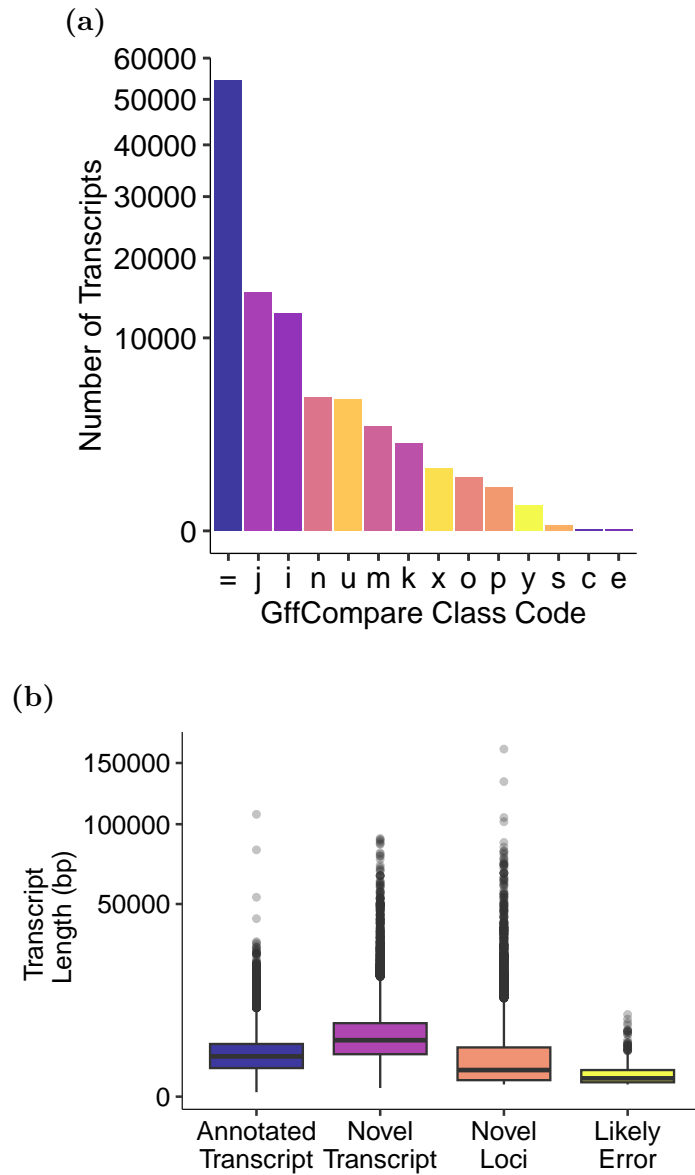 (a)
Number of Transcripts
60000
50000
40000
30000
20000
10000
0
= j i n u m k x o p y s c e
GffCompare Class Code
(b)
Transcript
Length (bp)
150000
100000
50000
0
Annotated Transcript
Novel Transcript
Novel Loci
Likely Error